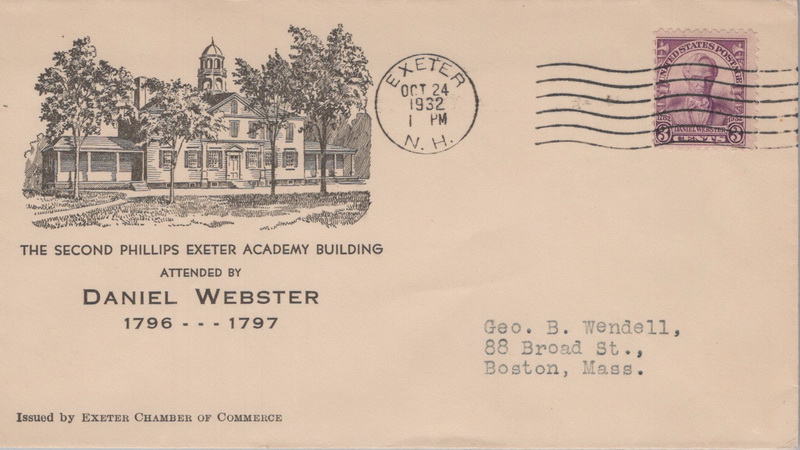 EXETER
OCT 24
1932
1 PM
N. H.
UNITED STATES POSTAGE
DANIEL WEBSTER
3 CENTS 3
THE SECOND PHILLIPS EXETER ACADEMY BUILDING
ATTENDED BY
DANIEL WEBSTER
1796 - - - 1797
Geo. B. Wendell,
88 Broad St.,
Boston, Mass.
Issued by EXETER CHAMBER OF COMMERCE